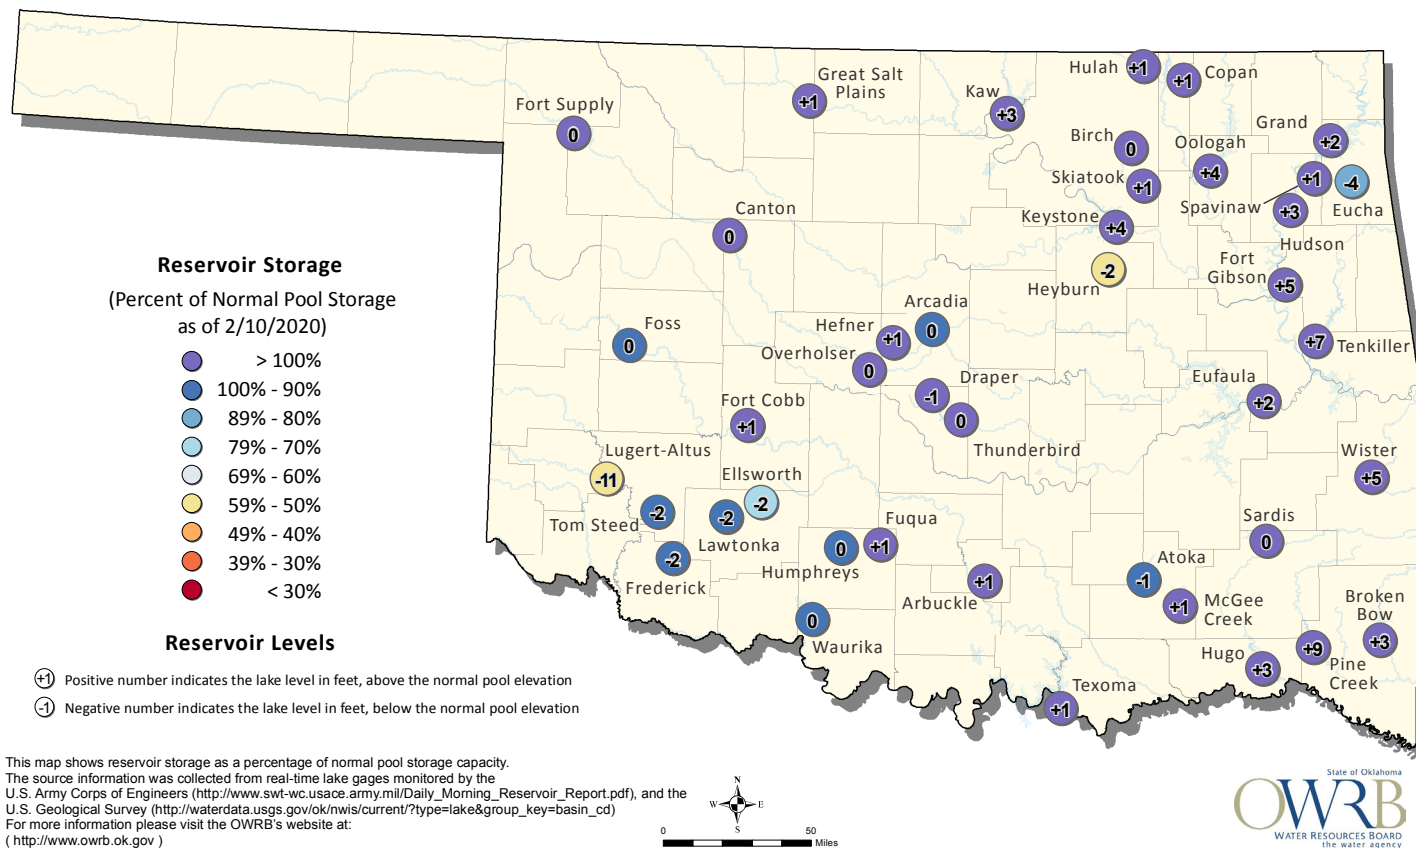 Hulah
+1
+1
Copan
Great Salt
Plains
+1
Kaw
+3
Fort Supply
0
Grand
+2
Birch
0
Oologah
+4
Skiatook
+1
+1
-4
Spavinaw
+3
Eucha
Hudson
Canton
0
Keystone
+4
-2
Heyburn
Fort
Gibson
+5
Reservoir Storage
(Percent of Normal Pool Storage
as of 2/10/2020)
> 100%
100% - 90%
89% - 80%
79% - 70%
69% - 60%
59% - 50%
49% - 40%
39% - 30%
< 30%
Foss
0
Arcadia
0
Hefner
+1
Overholser
0
+7
Tenkiller
Draper
-1
0
Thunderbird
Eufaula
+2
Fort Cobb
+1
Lugert-Altus
-11
Ellsworth
-2
Wister
+5
Tom Steed
-2
-2
Lawtonka
Fuqua
0
+1
Humphreys
Sardis
0
-2
Frederick
Atoka
-1
+1
Arbuckle
+1
McGee
Creek
Broken
Bow
+3
0
Waurika
Hugo
+3
+9
Pine
Creek
Texoma
+1
Reservoir Levels
+1 Positive number indicates the lake level in feet, above the normal pool elevation
-1 Negative number indicates the lake level in feet, below the normal pool elevation
This map shows reservoir storage as a percentage of normal pool storage capacity.
The source information was collected from real-time lake gages monitored by the
U.S. Army Corps of Engineers (http://www.swt-wc.usace.army.mil/Daily_Morning_Reservoir_Report.pdf), and the
U.S. Geological Survey (http://waterdata.usgs.gov/ok/nwis/current/?type=lake&group_key=basin_cd)
For more information please visit the OWRB's website at:
( http://www.owrb.ok.gov )
N
W E
S
0 50
Miles
State of Oklahoma
OWRB
WATER RESOURCES BOARD
the water agency